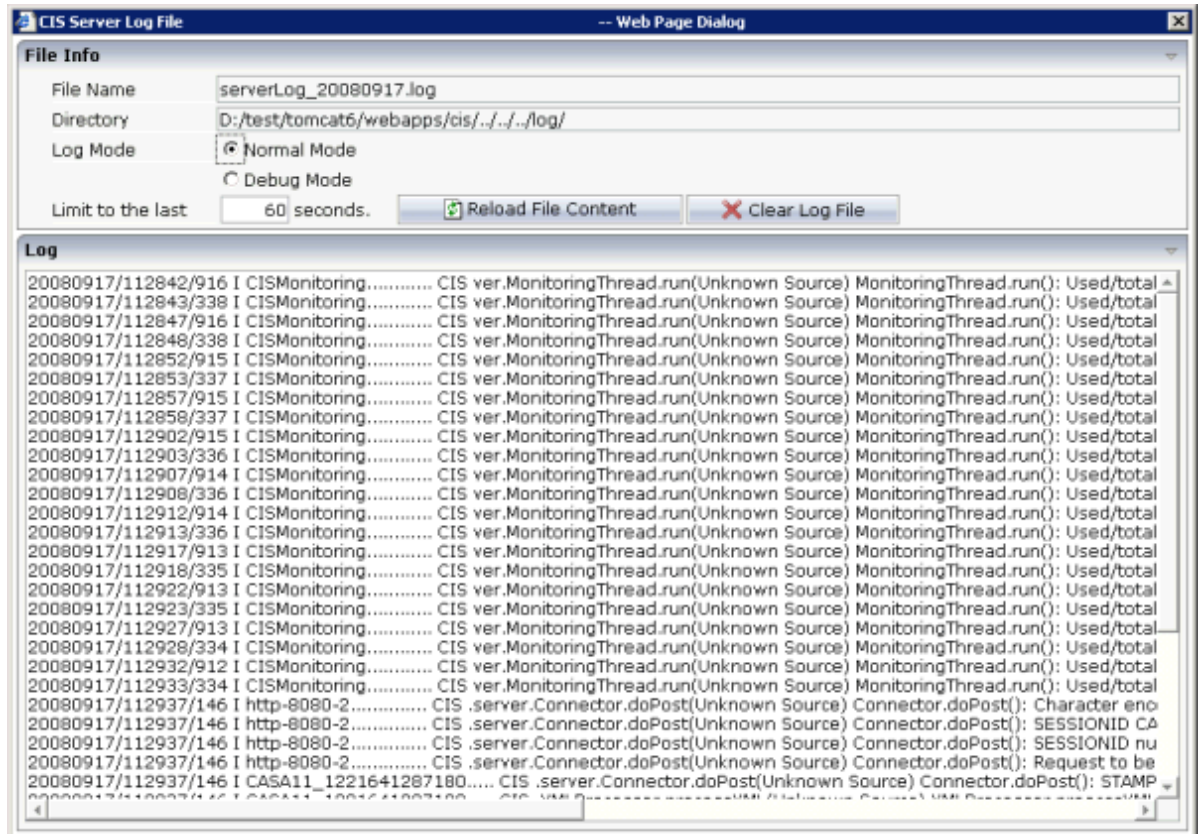 CIS Server Log File -- Web Page Dialog
File Info
File Name serverLog_20080917.log
Directory D:/test/tomcat6/webapps/cis/../../../log/
Log Mode Normal Mode
Debug Mode
Limit to the last 60 seconds. Reload File Content Clear Log File
Log
20080917/112842/916 I CISMonitoring............ CIS ver.MonitoringThread.run(Unknown Source) MonitoringThread.run(): Used/total
20080917/112843/338 I CISMonitoring............ CIS ver.MonitoringThread.run(Unknown Source) MonitoringThread.run(): Used/total
20080917/112847/916 I CISMonitoring............ CIS ver.MonitoringThread.run(Unknown Source) MonitoringThread.run(): Used/total
20080917/112848/338 I CISMonitoring............ CIS ver.MonitoringThread.run(Unknown Source) MonitoringThread.run(): Used/total
20080917/112852/915 I CISMonitoring............ CIS ver.MonitoringThread.run(Unknown Source) MonitoringThread.run(): Used/total
20080917/112853/337 I CISMonitoring............ CIS ver.MonitoringThread.run(Unknown Source) MonitoringThread.run(): Used/total
20080917/112857/915 I CISMonitoring............ CIS ver.MonitoringThread.run(Unknown Source) MonitoringThread.run(): Used/total
20080917/112858/337 I CISMonitoring............ CIS ver.MonitoringThread.run(Unknown Source) MonitoringThread.run(): Used/total
20080917/112902/915 I CISMonitoring............ CIS ver.MonitoringThread.run(Unknown Source) MonitoringThread.run(): Used/total
20080917/112903/336 I CISMonitoring............ CIS ver.MonitoringThread.run(Unknown Source) MonitoringThread.run(): Used/total
20080917/112907/914 I CISMonitoring............ CIS ver.MonitoringThread.run(Unknown Source) MonitoringThread.run(): Used/total
20080917/112908/336 I CISMonitoring............ CIS ver.MonitoringThread.run(Unknown Source) MonitoringThread.run(): Used/total
20080917/112912/914 I CISMonitoring............ CIS ver.MonitoringThread.run(Unknown Source) MonitoringThread.run(): Used/total
20080917/112913/336 I CISMonitoring............ CIS ver.MonitoringThread.run(Unknown Source) MonitoringThread.run(): Used/total
20080917/112917/913 I CISMonitoring............ CIS ver.MonitoringThread.run(Unknown Source) MonitoringThread.run(): Used/total
20080917/112918/335 I CISMonitoring............ CIS ver.MonitoringThread.run(Unknown Source) MonitoringThread.run(): Used/total
20080917/112922/913 I CISMonitoring............ CIS ver.MonitoringThread.run(Unknown Source) MonitoringThread.run(): Used/total
20080917/112923/335 I CISMonitoring............ CIS ver.MonitoringThread.run(Unknown Source) MonitoringThread.run(): Used/total
20080917/112927/913 I CISMonitoring............ CIS ver.MonitoringThread.run(Unknown Source) MonitoringThread.run(): Used/total
20080917/112928/334 I CISMonitoring............ CIS ver.MonitoringThread.run(Unknown Source) MonitoringThread.run(): Used/total
20080917/112932/912 I CISMonitoring............ CIS ver.MonitoringThread.run(Unknown Source) MonitoringThread.run(): Used/total
20080917/112933/334 I CISMonitoring............ CIS ver.MonitoringThread.run(Unknown Source) MonitoringThread.run(): Used/total
20080917/112937/146 I http-8080-2............. CIS .server.Connector.doPost(Unknown Source) Connector.doPost(): Character enc
20080917/112937/146 I http-8080-2............. CIS .server.Connector.doPost(Unknown Source) Connector.doPost(): SESSIONID CA
20080917/112937/146 I http-8080-2............. CIS .server.Connector.doPost(Unknown Source) Connector.doPost(): SESSIONID nu
20080917/112937/146 I http-8080-2............. CIS .server.Connector.doPost(Unknown Source) Connector.doPost(): Request to be
20080917/112937/146 I CASA11_1221641287180..... CIS .server.Connector.doPost(Unknown Source) Connector.doPost(): STAMP